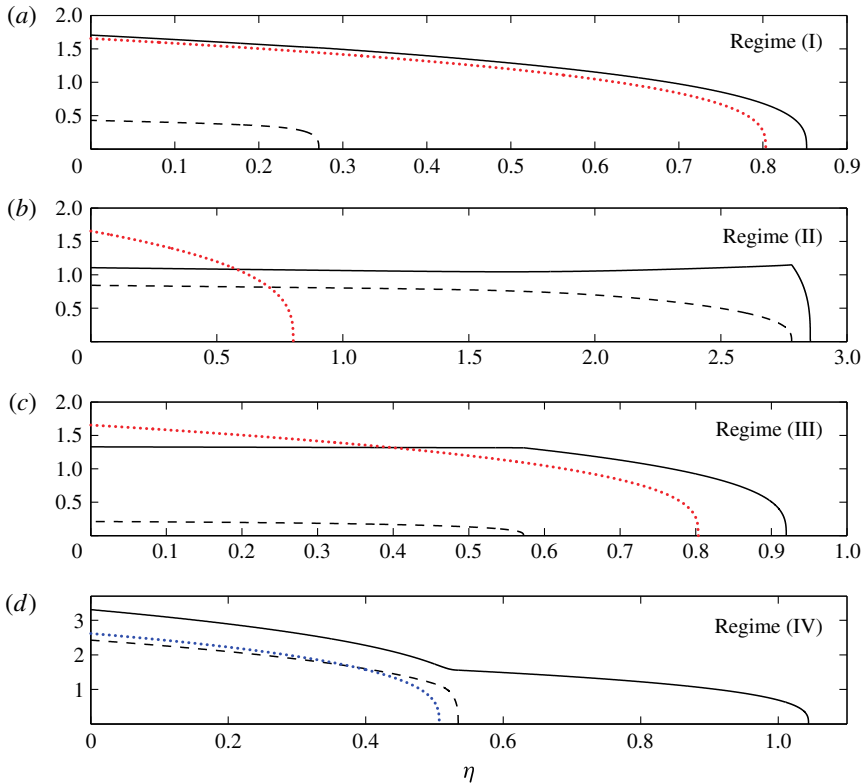 (a)
2.0
1.5
1.0
0.5
Regime (I)
0 0.1 0.2 0.3 0.4 0.5 0.6 0.7 0.8 0.9
(b)
2.0
1.5
1.0
0.5
Regime (II)
0 0.5 1.0 1.5 2.0 2.5 3.0
(c)
2.0
1.5
1.0
0.5
Regime (III)
0 0.1 0.2 0.3 0.4 0.5 0.6 0.7 0.8 0.9 1.0
(d)
3
2
1
Regime (IV)
0 0.2 0.4 0.6 0.8 1.0
η